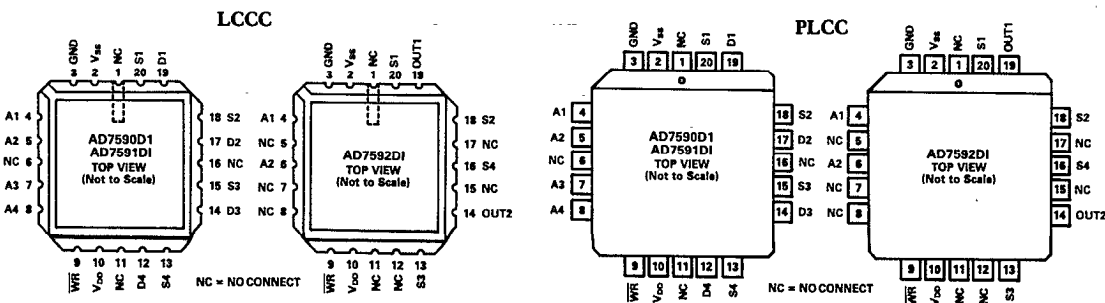 LCCC
GND
VSS
NC
S1
D1
3 2 1 20 19
A1 4
A2 5
NC 6
A3 7
A4 8
AD7590D1
AD7591DI
TOP VIEW
(Not to Scale)
18 S2
17 D2
16 NC
15 S3
14 D3
9 10 11 12 13
WR
VDD
NC
D4
S4
GND
VSS
NC
S1
OUT1
3 2 1 20 19
A1 4
NC 5
A2 6
NC 7
NC 8
AD7592DI
TOP VIEW
(Not to Scale)
18 S2
17 NC
16 S4
15 NC
14 OUT2
9 10 11 12 13
WR
VDD
NC
NC
S3
NC = NO CONNECT
PLCC
GND
VSS
NC
S1
D1
3 2 1 20 19
A1 4
A2 5
NC 6
A3 7
A4 8
AD7590D1
AD7591DI
TOP VIEW
(Not to Scale)
18 S2
17 D2
16 NC
15 S3
14 D3
9 10 11 12 13
WR
VDD
NC
D4
S4
GND
VSS
NC
S1
OUT1
3 2 1 20 19
A1 4
NC 5
A2 6
NC 7
NC 8
AD7592DI
TOP VIEW
(Not to Scale)
18 S2
17 NC
16 S4
15 NC
14 OUT2
9 10 11 12 13
WR
VDD
NC
NC
S3
NC = NO CONNECT